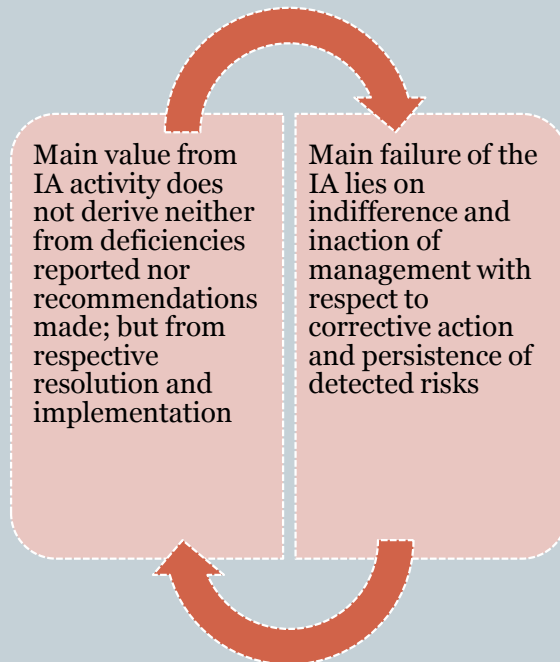 Main value from
IA activity does
not derive neither
from deficiencies
reported nor
recommendations
made; but from
respective
resolution and
implementation
Main failure of the
IA lies on
indifference and
inaction of
management with
respect to
corrective action
and persistence of
detected risks